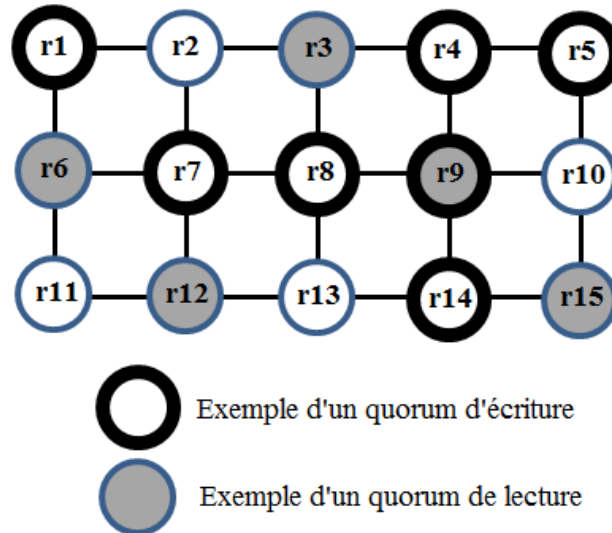 r1 r2 r3 r4 r5
r6 r7 r8 r9 r10
r11 r12 r13 r14 r15
Exemple d'un quorum d'écriture
Exemple d'un quorum de lecture